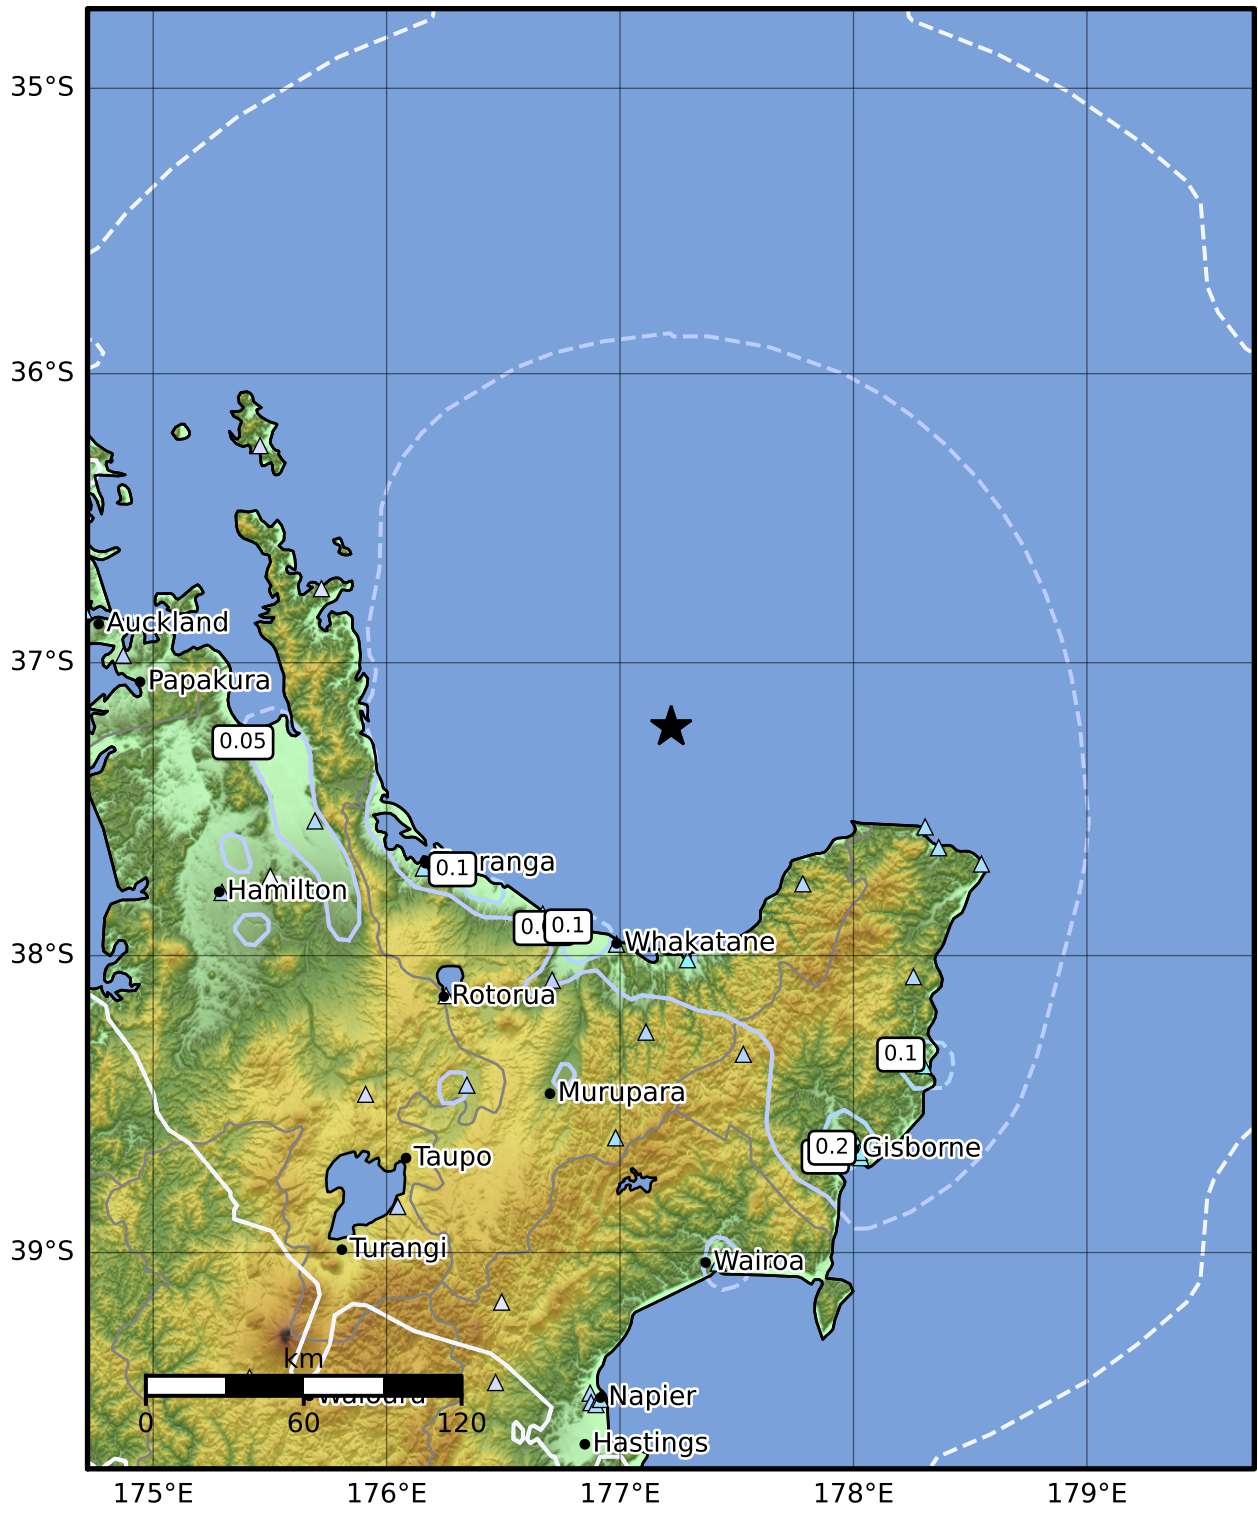 35°S
36°S
Auckland
37°S
Papakura
0.05
ranga
0.1
Hamilton
0.1
Whakatane
38°S
Rotorua
0.1
Murupara
0.2
Gisborne
Taupo
39°S
Turangi
Wairoa
km
Napier
0
60
120
Hastings
175°E
176°E
177°E
178°E
179°E